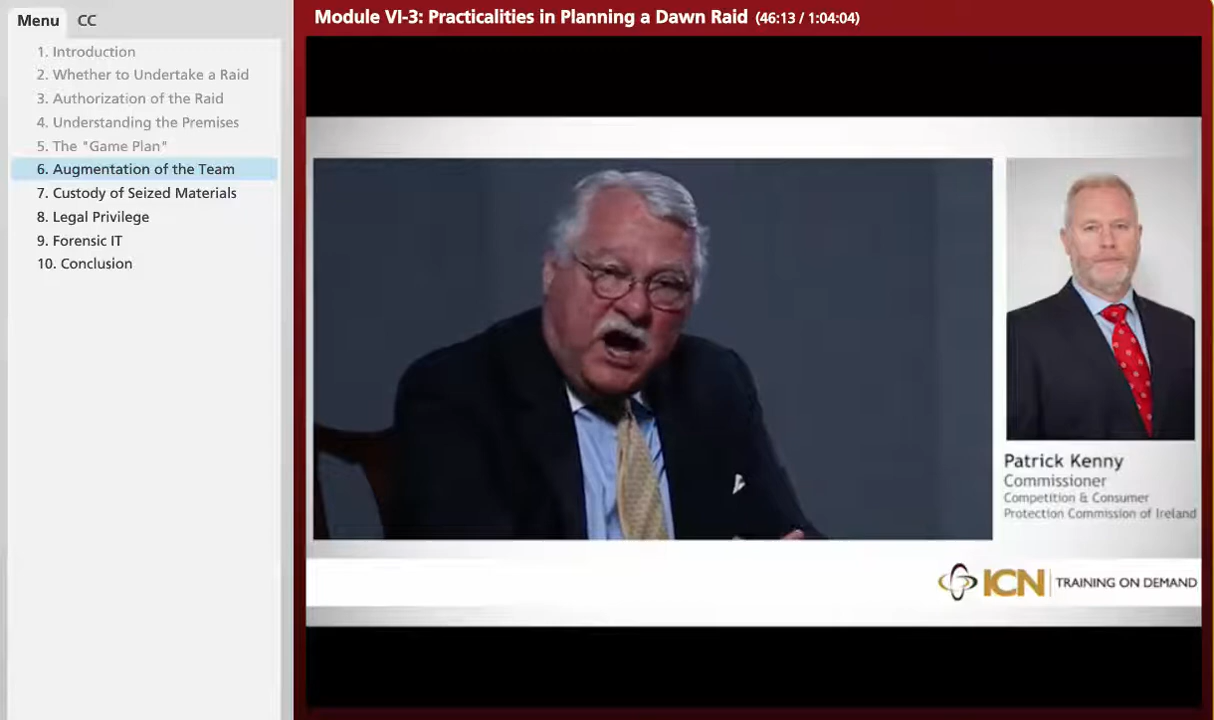 Menu CC
Module VI-3: Practicalities in Planning a Dawn Raid (46:13 / 1:04:04)
1. Introduction
2. Whether to Undertake a Raid
3. Authorization of the Raid
4. Understanding the Premises
5. The "Game Plan"
6. Augmentation of the Team
7. Custody of Seized Materials
8. Legal Privilege
9. Forensic IT
10. Conclusion
Patrick Kenny
Commissioner
Competition & Consumer
Protection Commission of Ireland
ICN TRAINING ON DEMAND